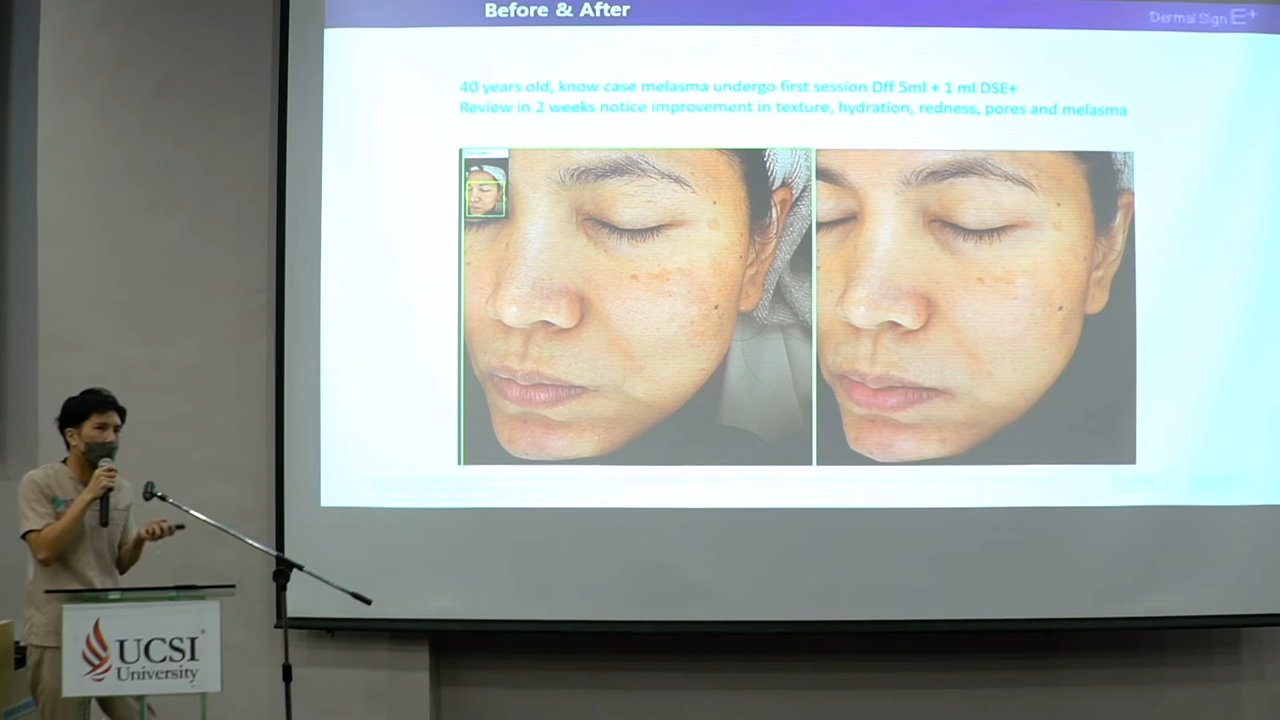 Before & After
Dermal Sign E+
40 years old, know case melasma undergo first session Dff 5ml + 1 ml DSE+
Review in 2 weeks notice improvement in texture, hydration, redness, pores and melasma
UCSI
University